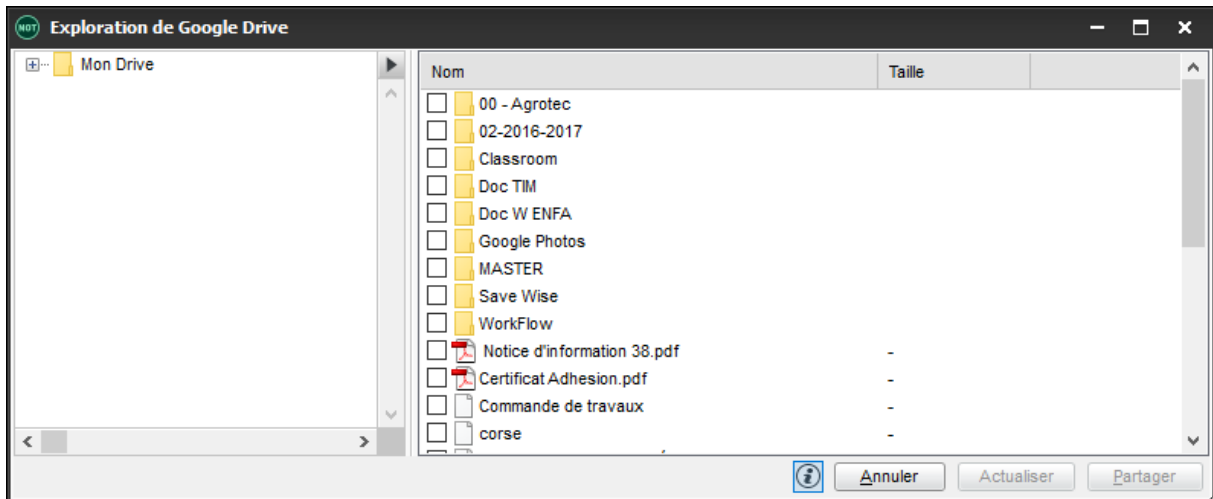 NOT Exploration de Google Drive
Mon Drive
Nom Taille
00 - Agrotec
02-2016-2017
Classroom
Doc TIM
Doc W ENFA
Google Photos
MASTER
Save Wise
WorkFlow
Notice d'information 38.pdf -
Certificat Adhesion.pdf -
Commande de travaux -
corse -
Annuler Actualiser Partager